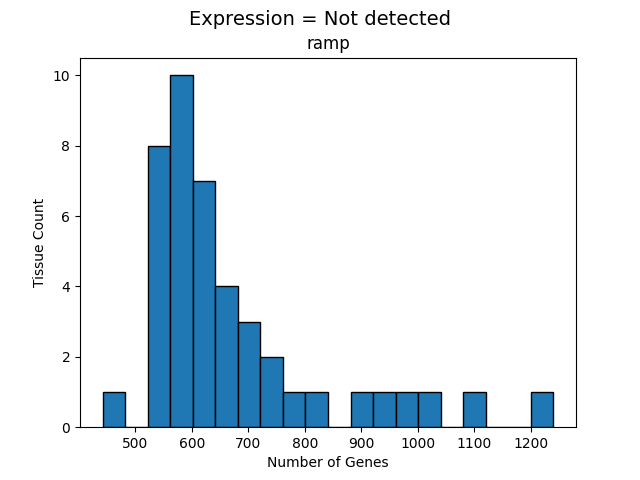 Expression = Not detected
ramp
10
8
6
4
2
0
Tissue Count
500 600 700 800 900 1000 1100 1200
Number of Genes